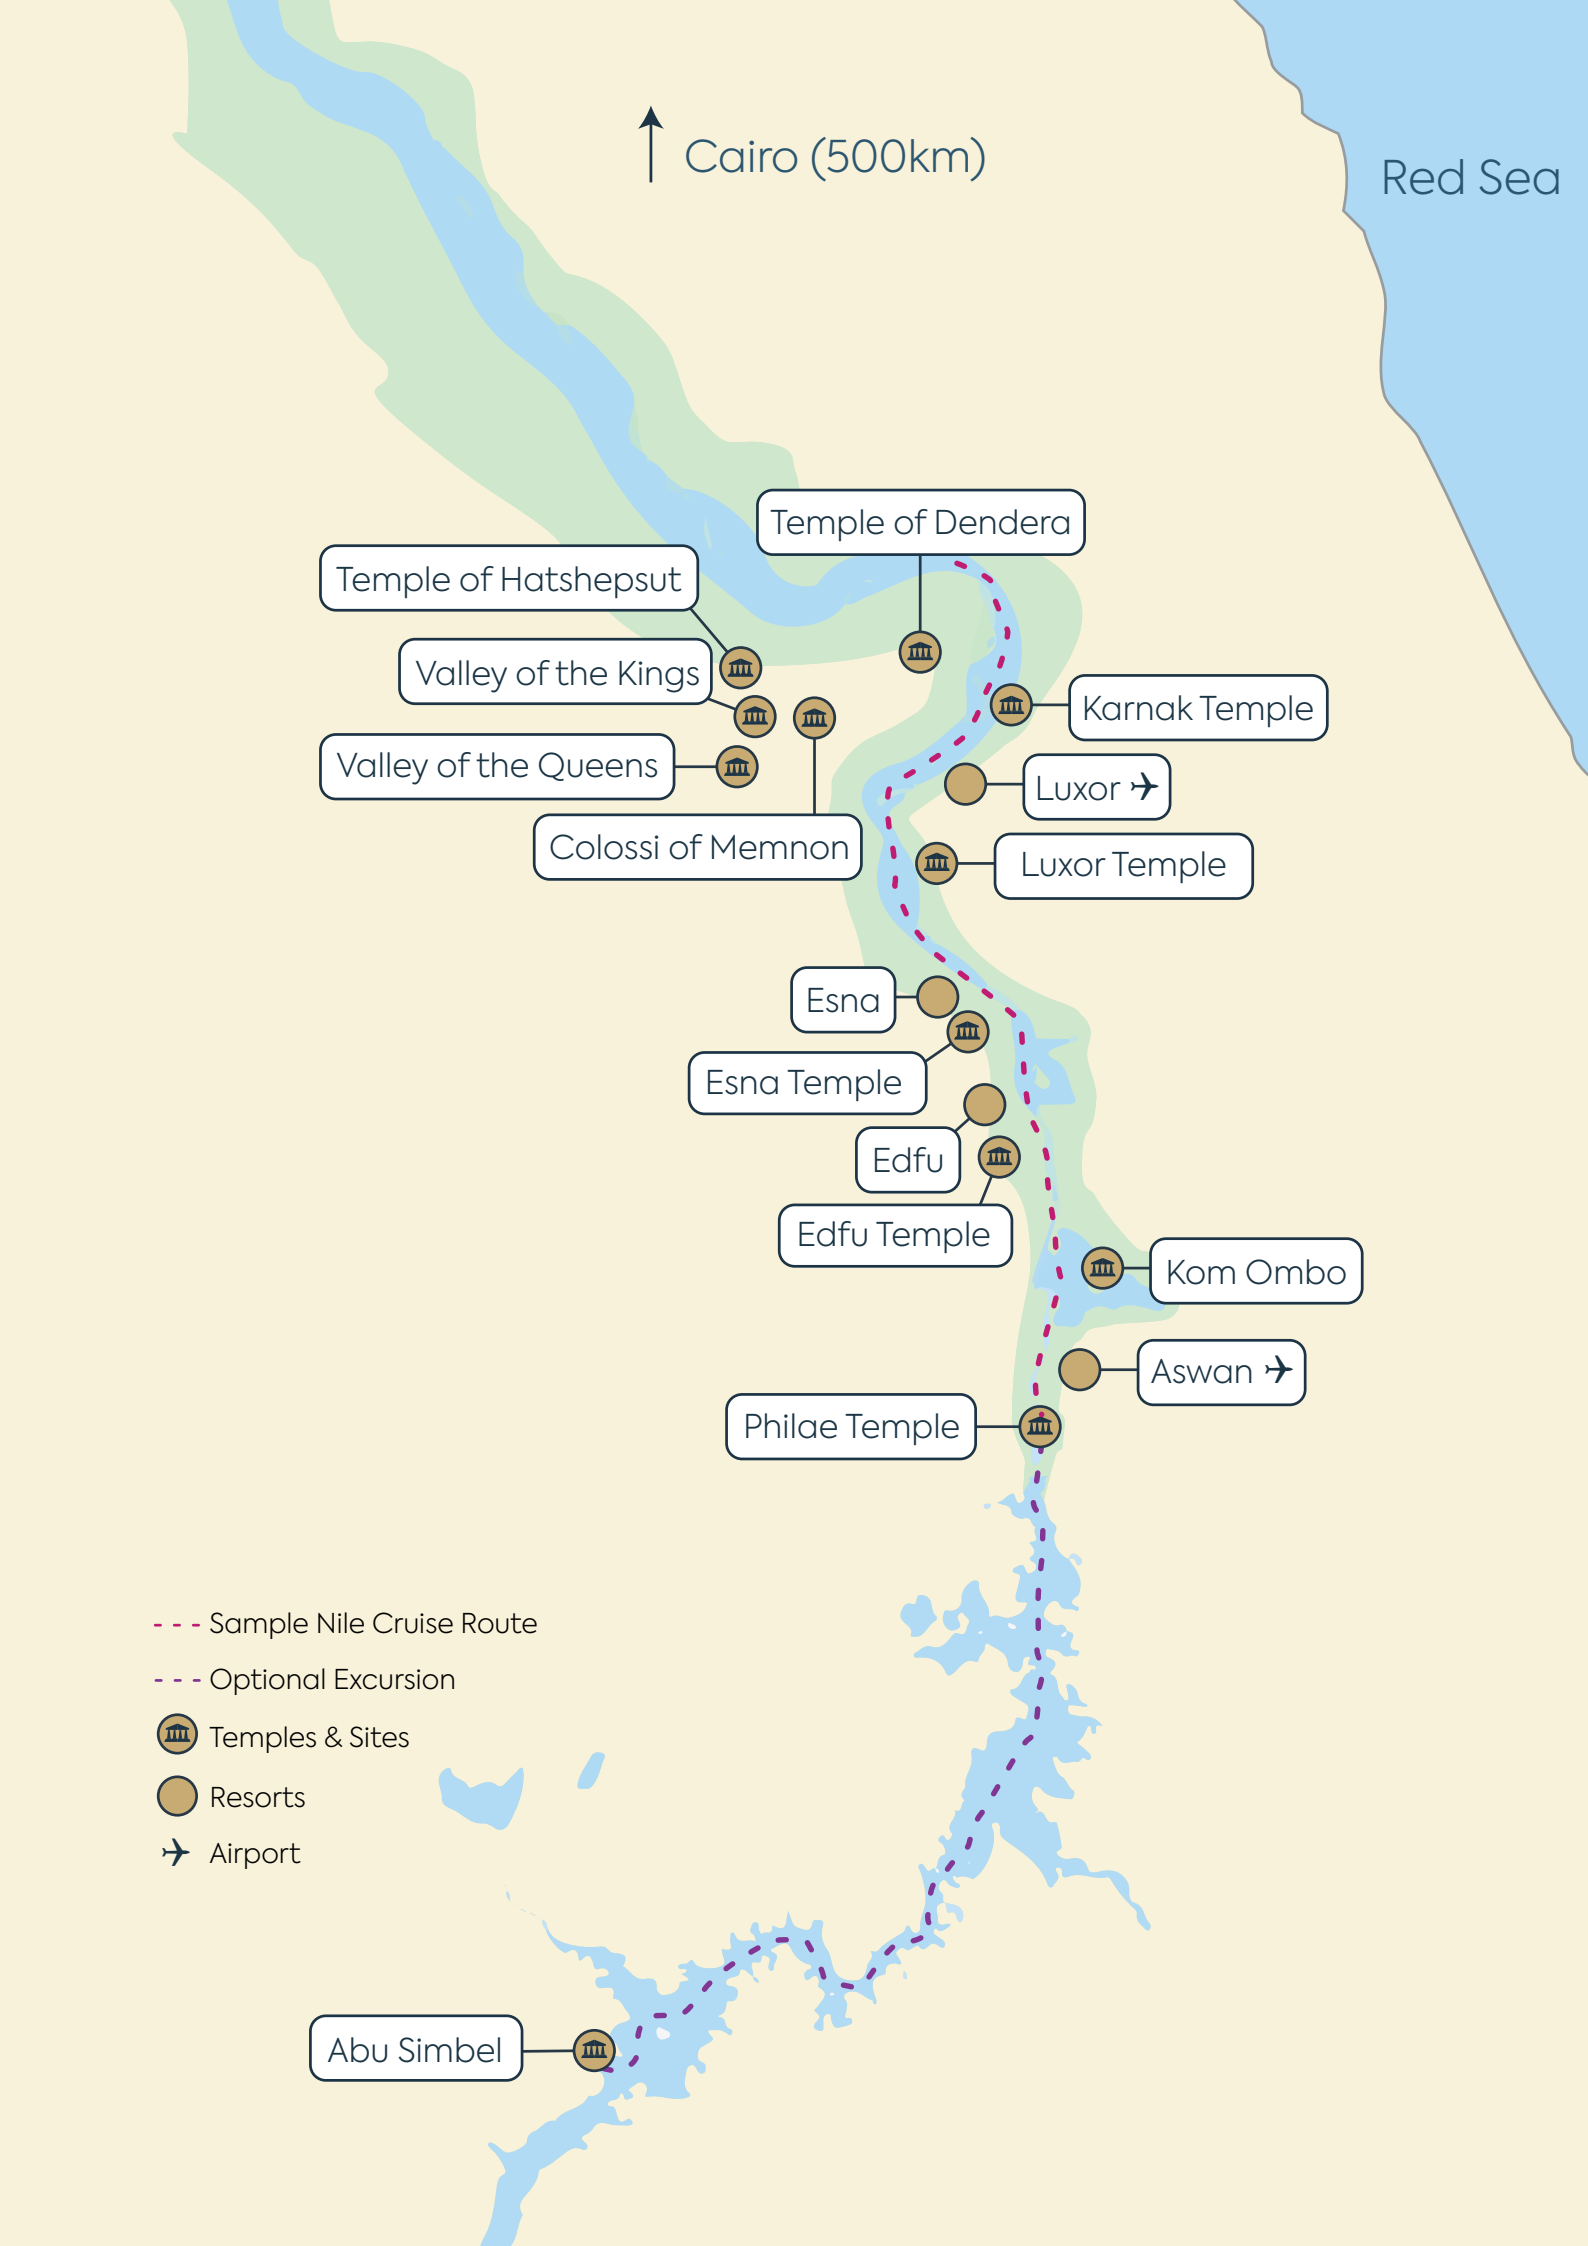 Cairo (500km)
Red Sea
Temple of Dendera
Temple of Hatshepsut
Valley of the Kings
Karnak Temple
Valley of the Queens
Luxor
Colossi of Memnon
Luxor Temple
Esna
Esna Temple
Edfu
Edfu Temple
Kom Ombo
Aswan
Philae Temple
Sample Nile Cruise Route
Optional Excursion
Temples & Sites
Resorts
Airport
Abu Simbel